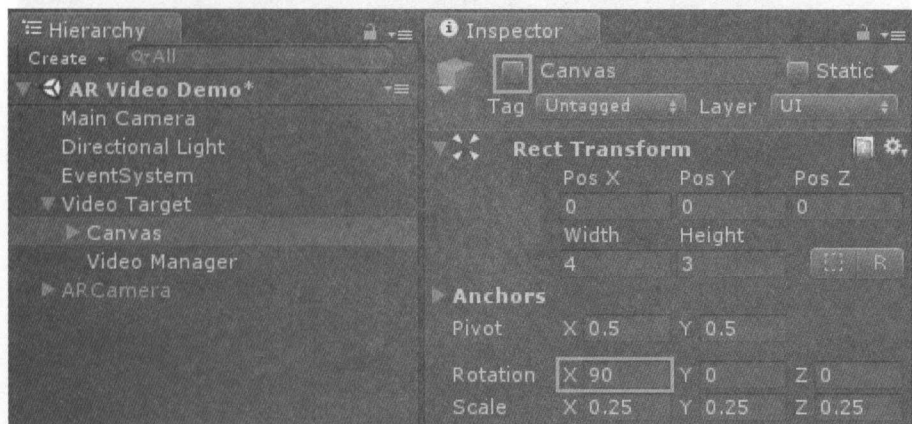 Hierarchy
Create
All
AR Video Demo*
Main Camera
Directional Light
EventSystem
Video Target
Canvas
Video Manager
ARCamera
Inspector
Canvas
Static
Tag Untagged Layer UI
Rect Transform
Pos X Pos Y Pos Z
0 0 0
Width Height
4 3
R
Anchors
Pivot X 0.5 Y 0.5
Rotation X 90 Y 0 Z 0
Scale X 0.25 Y 0.25 Z 0.25